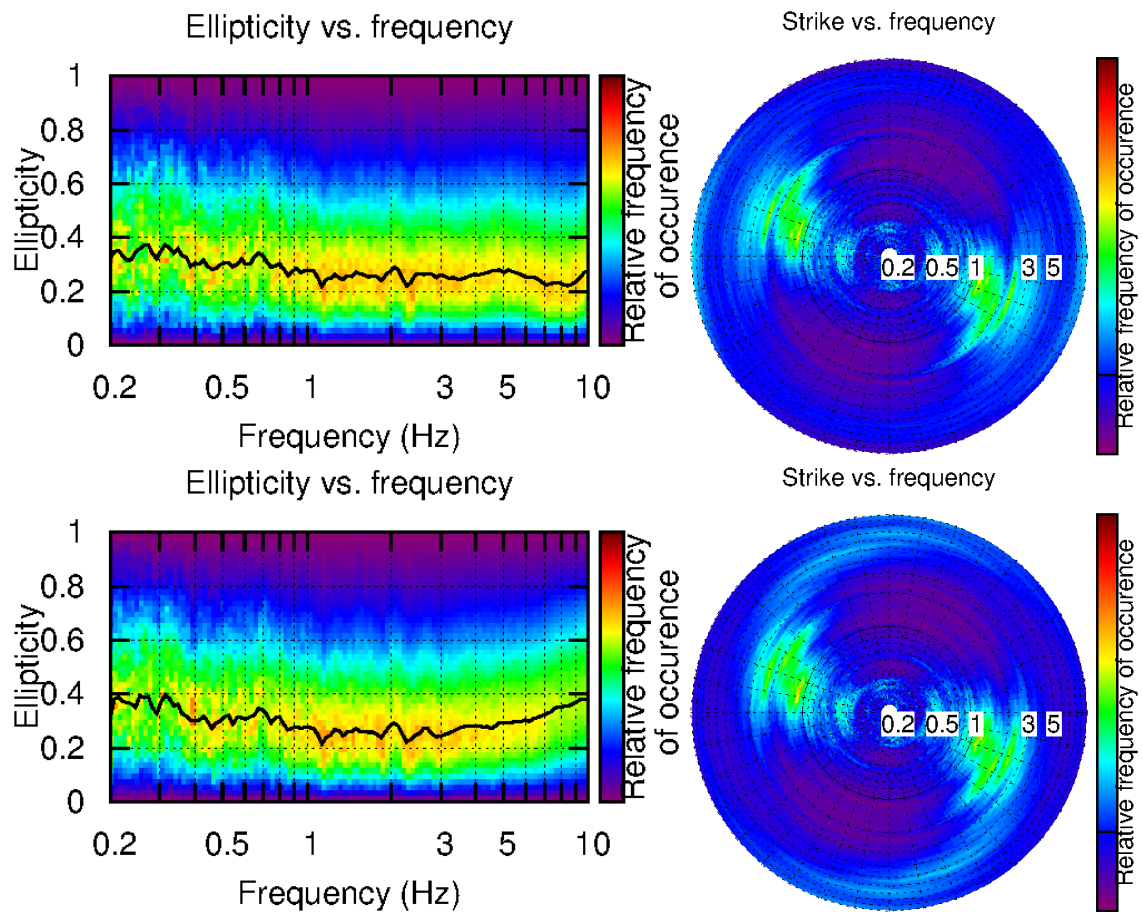 Ellipticity vs. frequency
Strike vs. frequency
1
0.8
0.6
0.4
0.2
0
Ellipticity
0.2
0.5
1
3
5
10
Frequency (Hz)
Relative frequency
of occurence
0.2 0.5 1 3 5
Relative frequency of occurence
Ellipticity vs. frequency
Strike vs. frequency
1
0.8
0.6
0.4
0.2
0
Ellipticity
0.2
0.5
1
3
5
10
Frequency (Hz)
Relative frequency
of occurence
0.2 0.5 1 3 5
Relative frequency of occurence